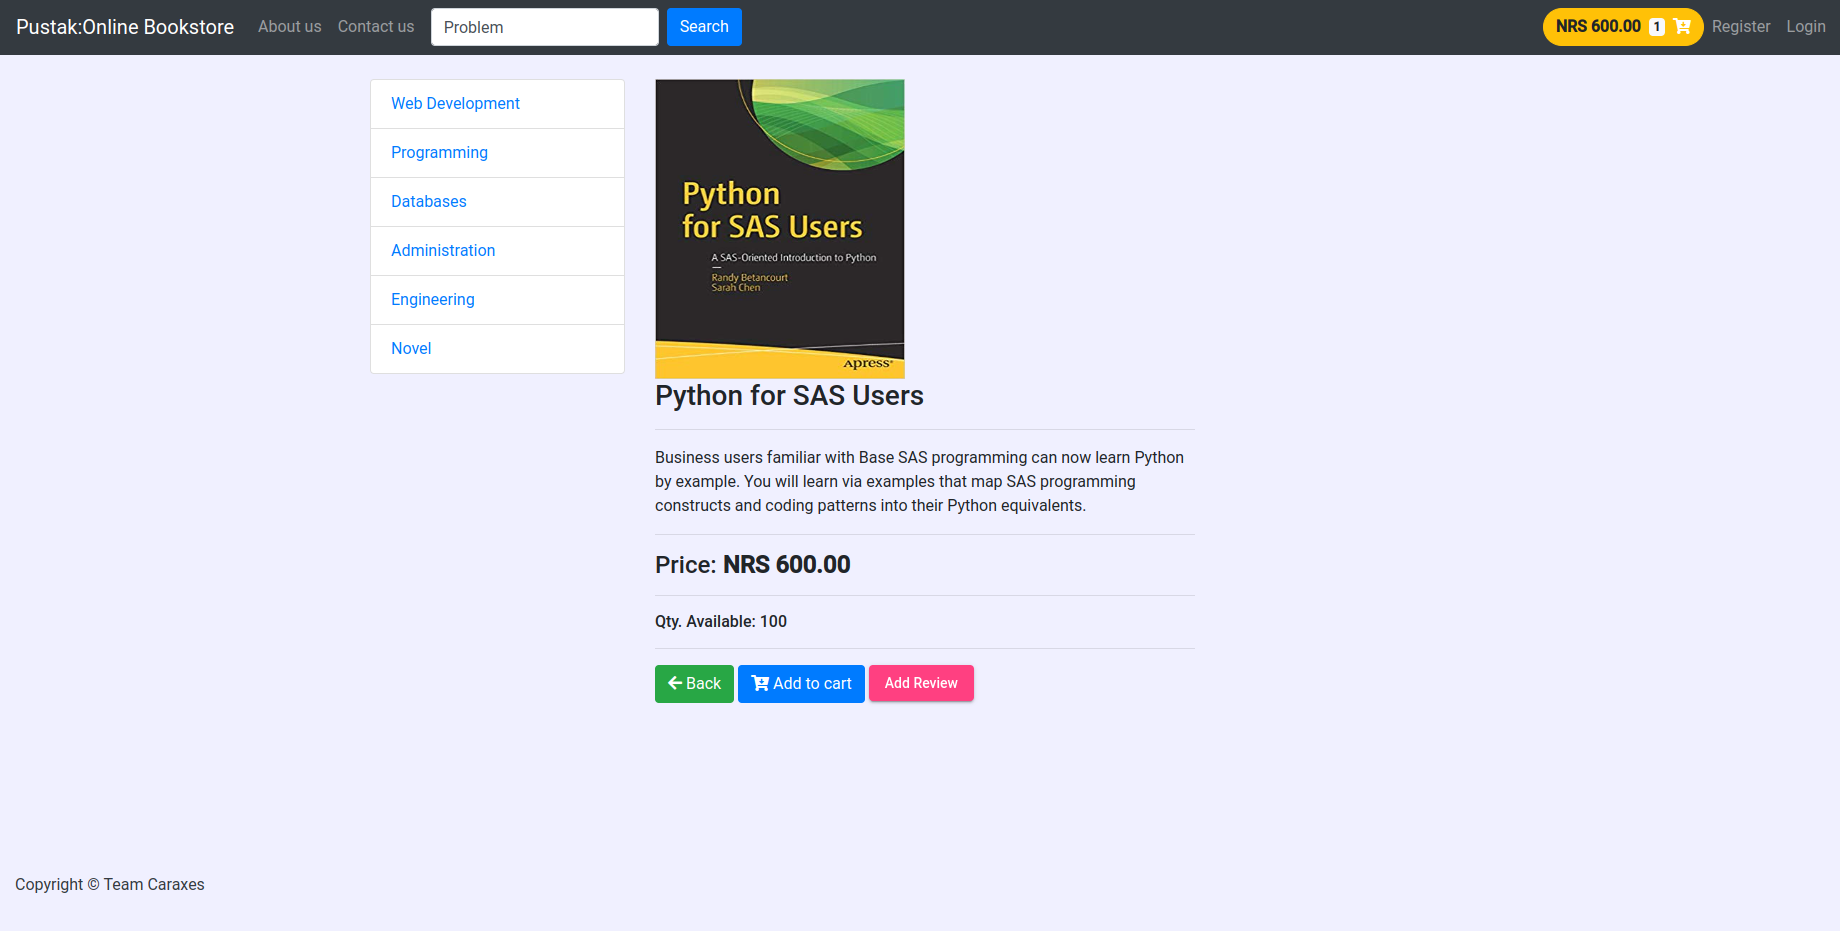 Pustak:Online Bookstore About us Contact us Problem Search NRS 600.00 1 Register Login
Web Development
Programming
Databases
Administration
Engineering
Novel
Python
for SAS Users
A SAS-Oriented Introduction to Python
—
Randy Betancourt
Sarah Chen
Apress®
Python for SAS Users
Business users familiar with Base SAS programming can now learn Python
by example. You will learn via examples that map SAS programming
constructs and coding patterns into their Python equivalents.
Price: NRS 600.00
Qty. Available: 100
Back Add to cart Add Review
Copyright © Team Caraxes